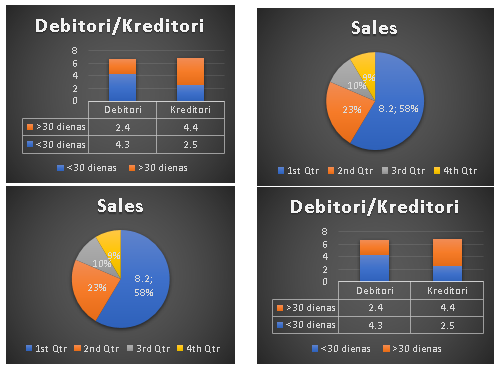 Debitori/Kreditori
8
6
4
2
0
Debitori Kreditori
>30 dienas 2.4 4.4
<30 dienas 4.3 2.5
<30 dienas >30 dienas
Sales
9%
10%
23%
8.2; 58%
1st Qtr 2nd Qtr 3rd Qtr 4th Qtr
Sales
9%
10%
23%
8.2;
58%
1st Qtr 2nd Qtr 3rd Qtr 4th Qtr
Debitori/Kreditori
8
6
4
2
0
Debitori Kreditori
>30 dienas 2.4 4.4
<30 dienas 4.3 2.5
<30 dienas >30 dienas